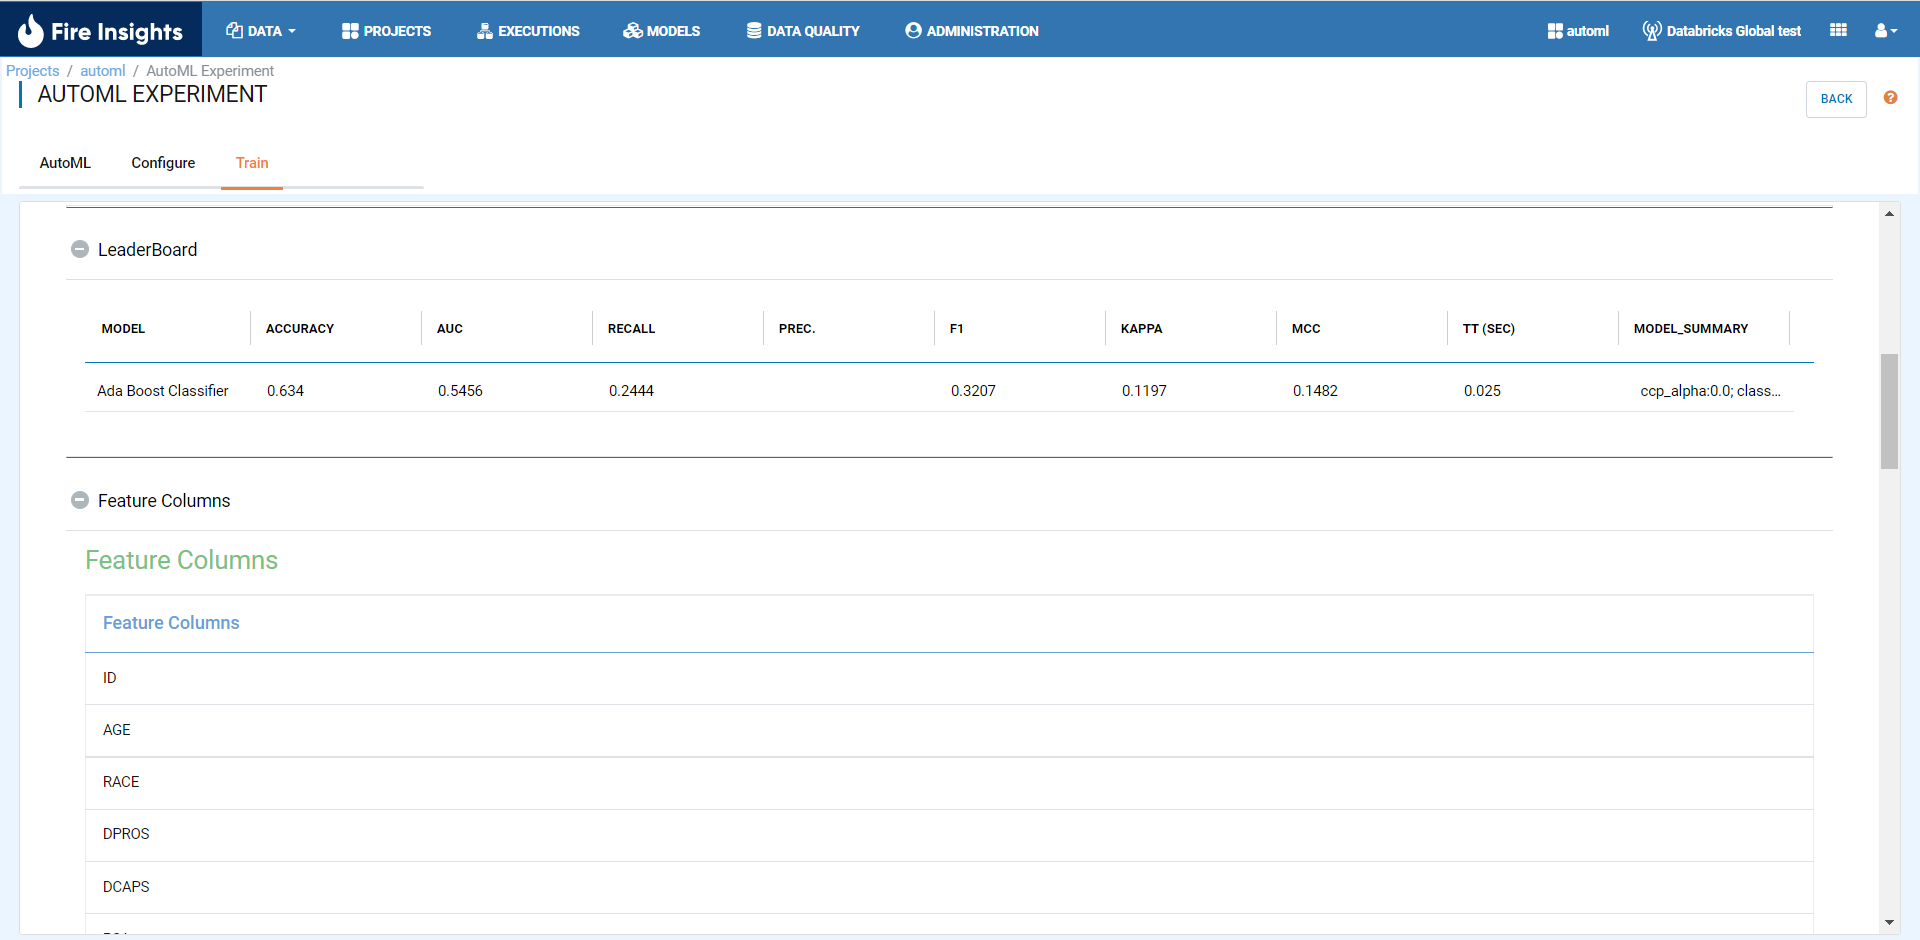 Fire Insights DATA PROJECTS EXECUTIONS MODELS DATA QUALITY ADMINISTRATION automl Databricks Global test
Projects / automl / AutoML Experiment
AUTOML EXPERIMENT
BACK ?
AutoML Configure Train
LeaderBoard
MODEL ACCURACY AUC RECALL PREC. F1 KAPPA MCC TT (SEC) MODEL_SUMMARY
Ada Boost Classifier 0.634 0.5456 0.2444 0.3207 0.1197 0.1482 0.025 ccp_alpha:0.0; class...
Feature Columns
Feature Columns
Feature Columns
ID
AGE
RACE
DPROS
DCAPS